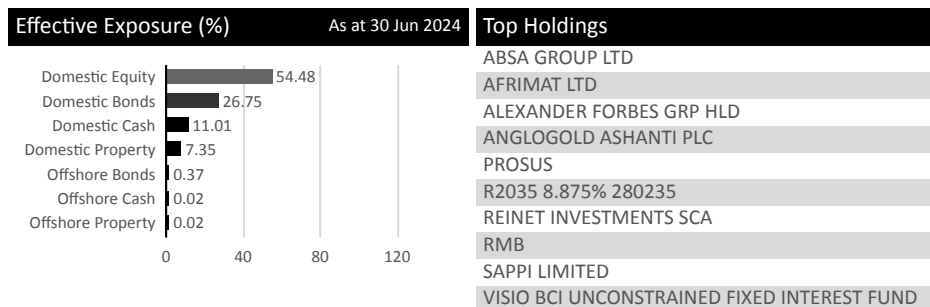 Effective Exposure (%) As at 30 Jun 2024
Domestic Equity 54.48
Domestic Bonds 26.75
Domestic Cash 11.01
Domestic Property 7.35
Offshore Bonds 0.37
Offshore Cash 0.02
Offshore Property 0.02
0 40 80 120
Top Holdings
ABSA GROUP LTD
AFRIMAT LTD
ALEXANDER FORBES GRP HLD
ANGLOGOLD ASHANTI PLC
PROSUS
R2035 8.875% 280235
REINET INVESTMENTS SCA
RMB
SAPPI LIMITED
VISIO BCI UNCONSTRAINED FIXED INTEREST FUND